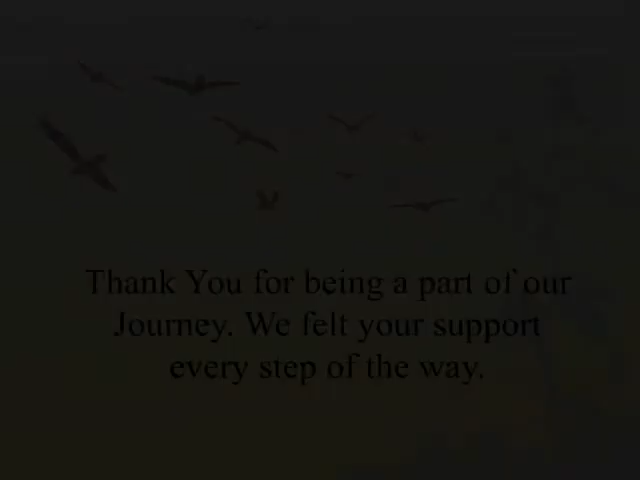 Thank You for being a part of our
Journey. We felt your support
every step of the way.